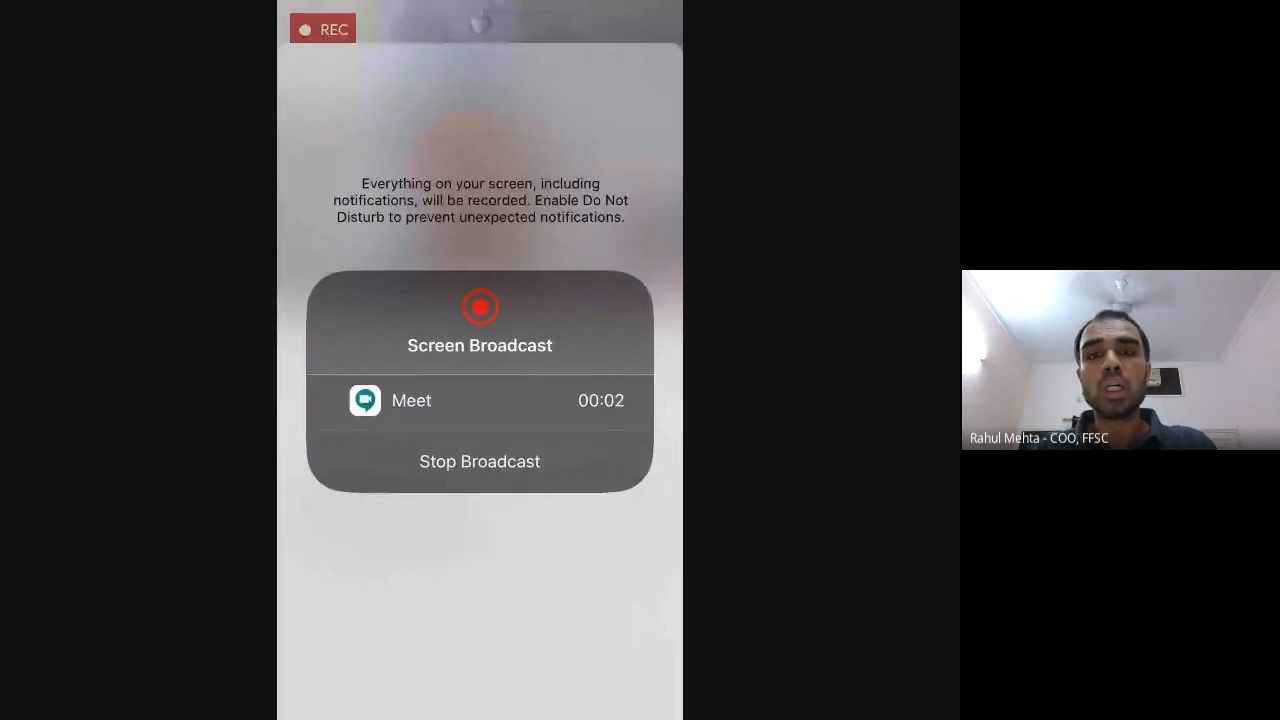 REC
Everything on your screen, including
notifications, will be recorded. Enable Do Not
Disturb to prevent unexpected notifications.
Screen Broadcast
Meet 00:02
Stop Broadcast
Rahul Mehta - COO, FFSC